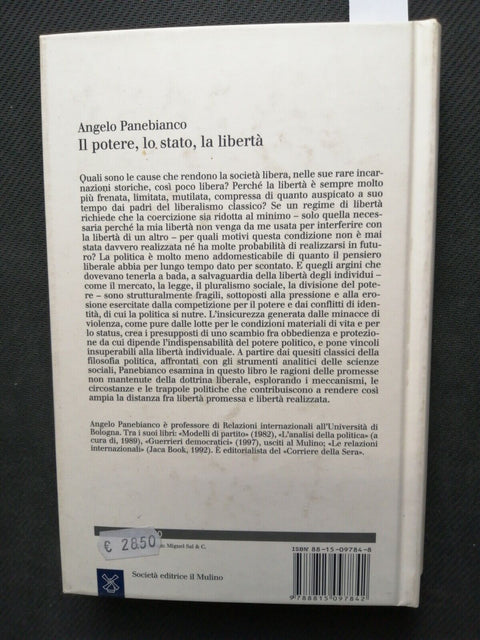 Angelo Panebianco
Il potere, lo stato, la libertà
Quali sono le cause che rendono la società libera, nelle sue rare incar-
nazioni storiche, così poco libera? Perché la libertà è sempre molto
più frenata, limitata, mutilata, compressa di quanto auspicato a suo
tempo dai padri del liberalismo classico? Se un regime di libertà
richiede che la coercizione sia ridotta al minimo – solo quella neces-
saria perché la mia libertà non venga da me usata per interferire con
la libertà di un altro – per quali motivi questa condizione non è mai
stata davvero realizzata né ha molte probabilità di realizzarsi in futu-
ro? La politica è molto meno addomesticabile di quanto il pensiero
liberale abbia per lungo tempo dato per scontato. E quegli argini che
dovevano tenerla a bada, a salvaguardia della libertà degli individui –
come il mercato, la legge, il pluralismo sociale, la divisione del pote-
re – sono strutturalmente fragili, sottoposti alla pressione e alla ero-
sione esercitate dalla competizione per il potere e dai conflitti di iden-
tità, di cui la politica si nutre. L'insicurezza generata dalle minacce di
violenza, come pure dalle lotte per le condizioni materiali di vita e per
lo status, crea i presupposti di uno scambio fra obbedienza e protezio-
ne da cui dipende l'indispensabilità del potere politico, e pone vincoli
insuperabili alla libertà individuale.
A partire dai quesiti classici della
filosofia politica, affrontati con gli strumenti analitici delle scienze
sociali, Panebianco esamina in questo libro le ragioni delle promesse
non mantenute della dottrina liberale, esplorando i meccanismi, le
circostanze e le trappole politiche che contribuiscono a rendere così
ampia la distanza fra libertà promessa e libertà realizzata.
Angelo Panebianco è professore di Relazioni internazionali all'Università di
Bologna. Tra i suoi libri: «Modelli di partito» (1982), «L'analisi della politica» (a
cura di, 1989), «Guerrieri democratici» (1997), usciti al Mulino; «Le relazioni
internazionali» (Jaca Book, 1992). È editorialista del «Corriere della Sera».
€ 28.50
Miguel Sal & C.
ISBN 88-15-09784-8
Società editrice il Mulino
9 788815 097842